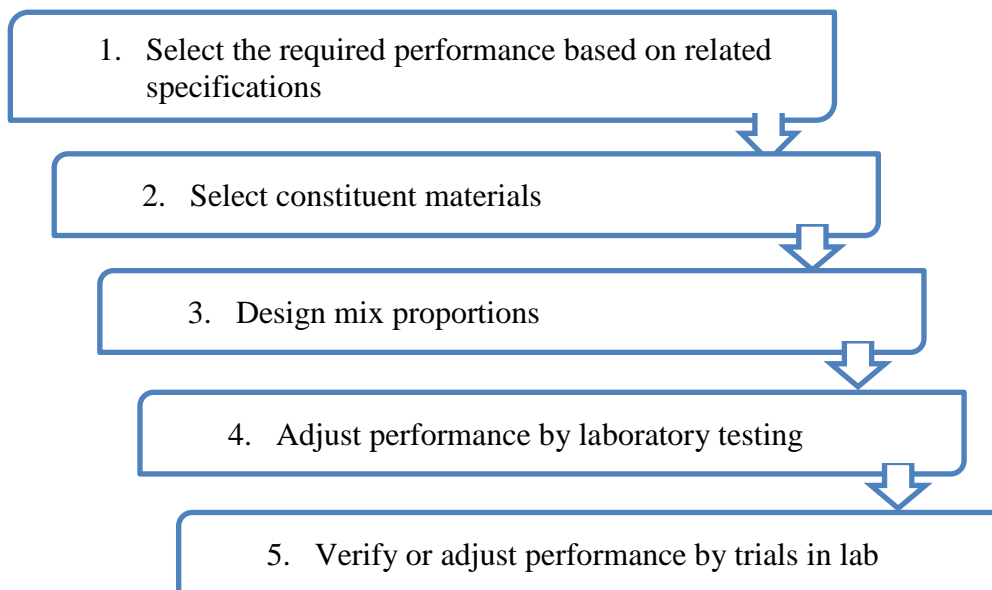 1. Select the required performance based on related
specifications
2. Select constituent materials
3. Design mix proportions
4. Adjust performance by laboratory testing
5. Verify or adjust performance by trials in lab